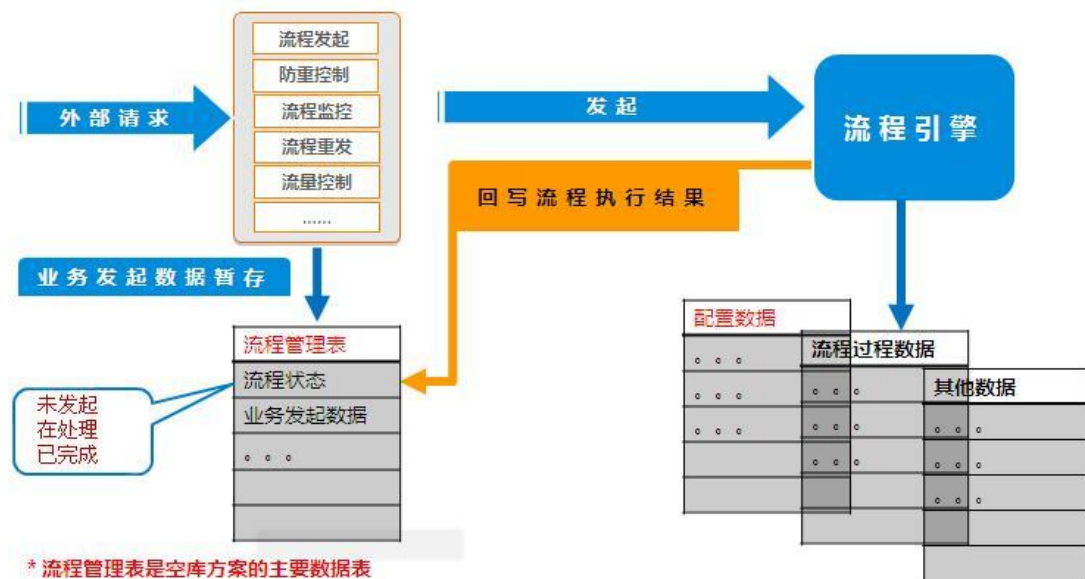 流程发起
防重控制
流程监控
流程重发
流量控制
......
外部请求
发起
流程引擎
回写流程执行结果
业务发起数据暂存
流程管理表
流程状态
业务发起数据
。。。
未发起
在处理
已完成
配置数据
。。。
。。。
。。。
流程过程数据
。。。
。。。
。。。
其他数据
。。。
。。。
。。。
* 流程管理表是空库方案的主要数据表